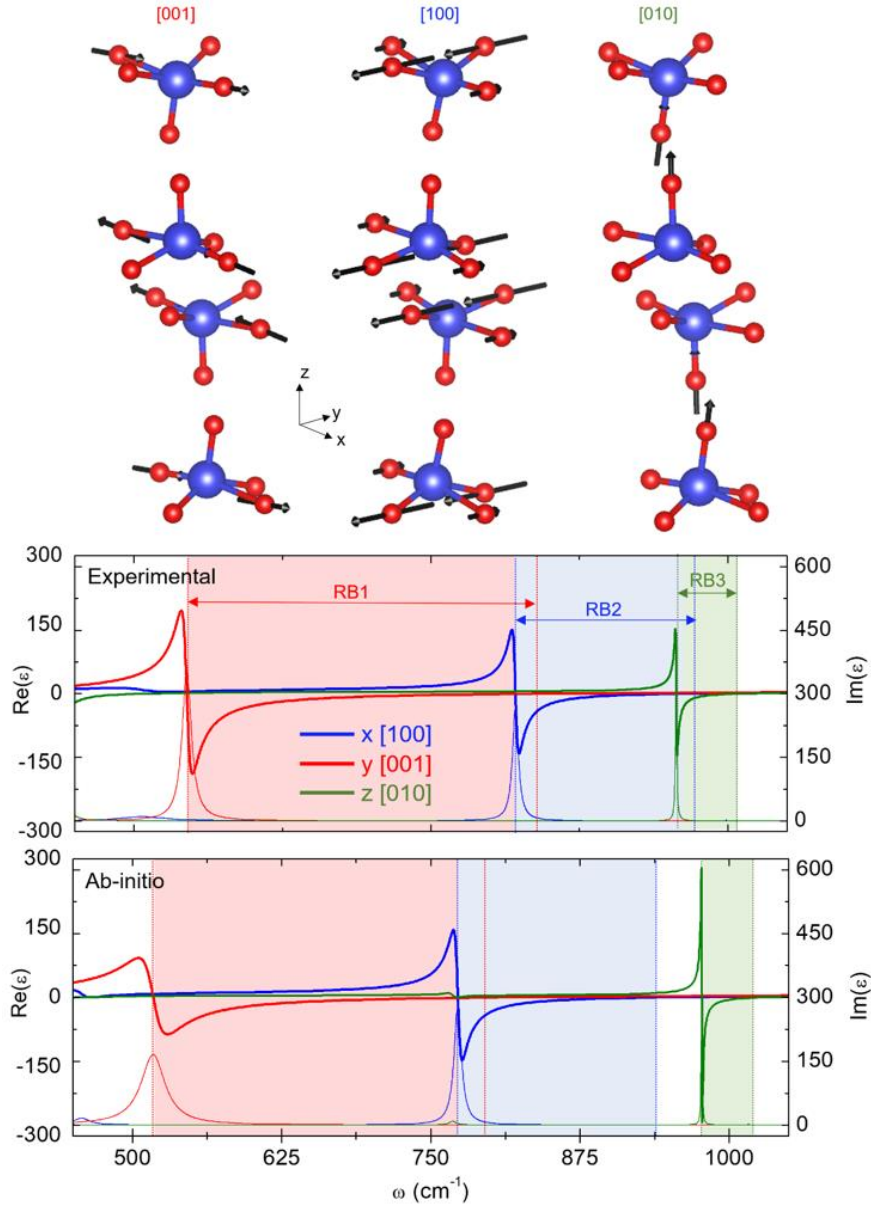 [001] [100] [010]
z
y
x
300
150
0
-150
-300
Re(ε)
Experimental
RB1
RB2
RB3
x [100]
y [001]
z [010]
600
450
300
150
0
Im(ε)
300
150
0
-150
-300
Re(ε)
Ab-initio
600
450
300
150
0
Im(ε)
500 625 750 875 1000
ω (cm⁻¹)